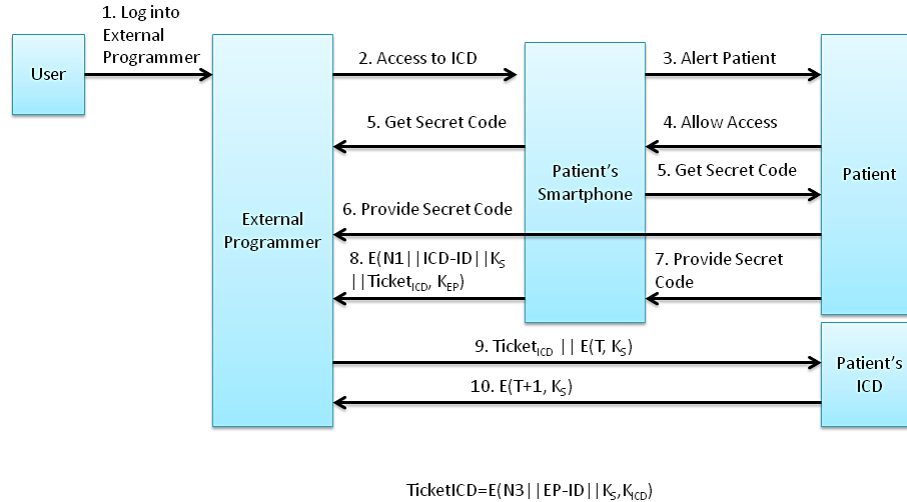 1. Log into
External
Programmer
User
2. Access to ICD
3. Alert Patient
5. Get Secret Code
4. Allow Access
5. Get Secret Code
Patient's
Smartphone
Patient
External
Programmer
6. Provide Secret Code
8. E(N1||ICD-ID||KS
||TicketICD, KEP)
7. Provide Secret
Code
9. TicketICD || E(T, KS)
Patient's
ICD
10. E(T+1, KS)
TicketICD=E(N3||EP-ID||KS,KICD)